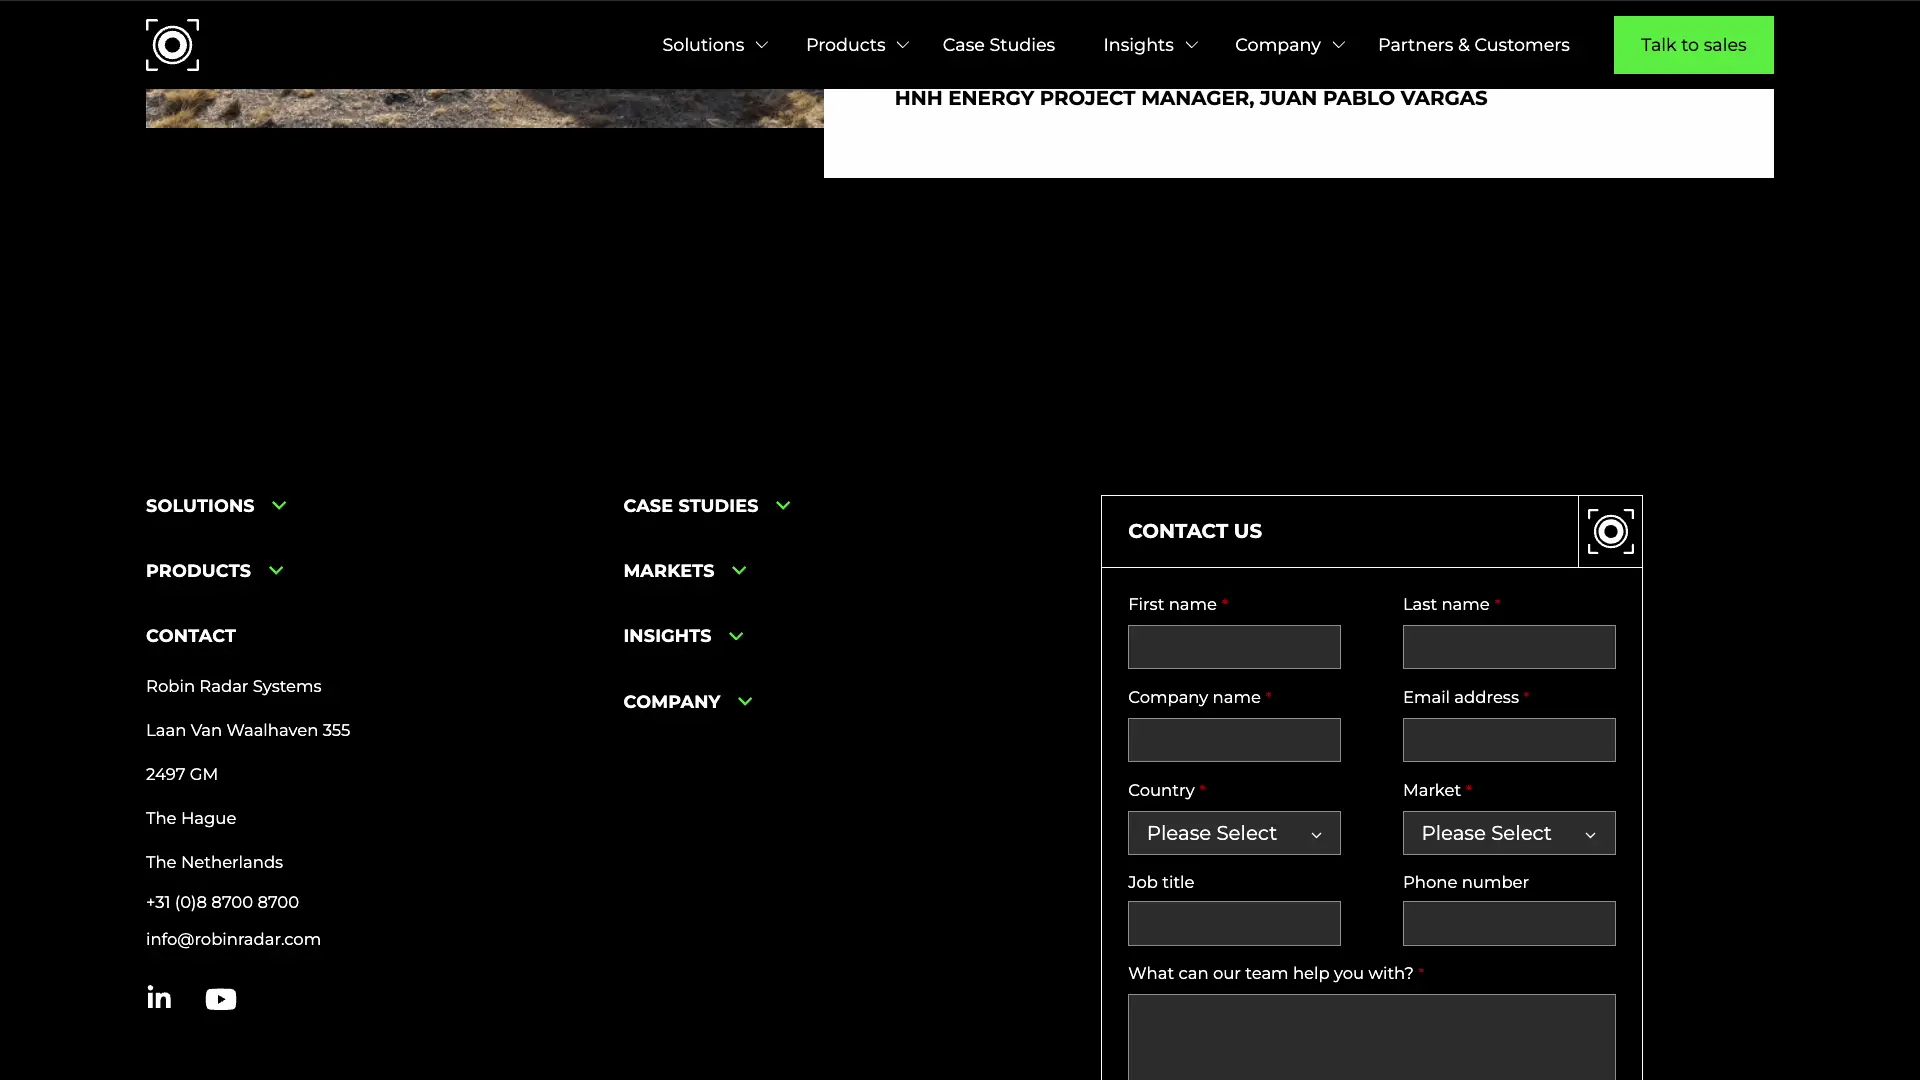 Solutions
Products
Case Studies
Insights
Company
Partners & Customers
Talk to sales
HNH ENERGY PROJECT MANAGER, JUAN PABLO VARGAS
SOLUTIONS
PRODUCTS
CONTACT
Robin Radar Systems
Laan Van Waalhaven 355
2497 GM
The Hague
The Netherlands
+31 (0)8 8700 8700
info@robinradar.com
CASE STUDIES
MARKETS
INSIGHTS
COMPANY
CONTACT US
First name *
Last name *
Company name *
Email address *
Country *
Market *
Please Select
Please Select
Job title
Phone number
What can our team help you with? *